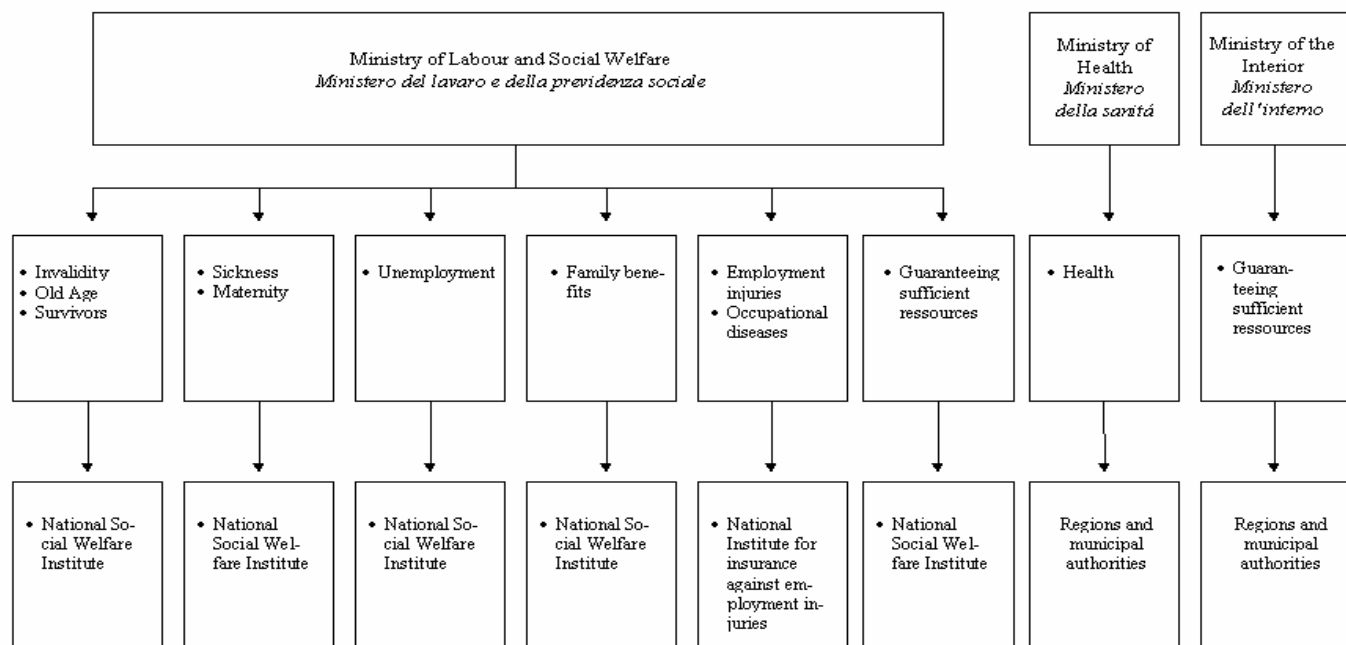 Ministry of Labour and Social Welfare
Ministero del lavaro e della previdenza sociale
Ministry of
Health
Ministero
della sanitá
Ministry of the
Interior
Ministero
dell'interno
• Invalidity
• Old Age
• Survivors
• Sickness
• Maternity
• Unemployment
• Family bene-
fits
• Employment
injuries
• Occupational
diseases
• Guaranteeing
sufficient
ressources
• Health
• Guaran-
teeing
sufficient
ressources
• National So-
cial Welfare
Institute
• National
Social Wel-
fare Institute
• National So-
cial Welfare
Institute
• National So-
cial Welfare
Institute
• National
Institute for
insurance
against em-
ployment in-
juries
• National
Social Wel-
fare Institute
Regions and
municipal
authorities
Regions and
municipal
authorities